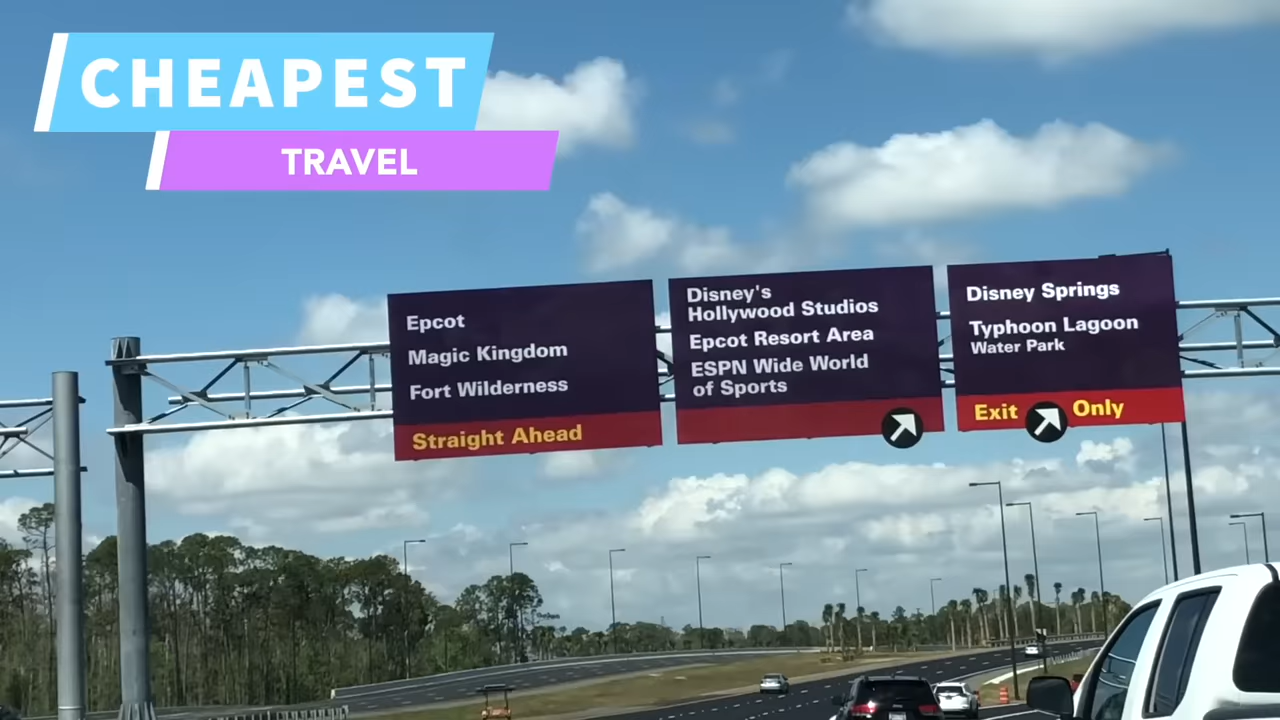 CHEAPEST
TRAVEL
Epcot
Magic Kingdom
Fort Wilderness
Straight Ahead
Disney's
Hollywood Studios
Epcot Resort Area
ESPN Wide World
of Sports
Disney Springs
Typhoon Lagoon
Water Park
Exit Only